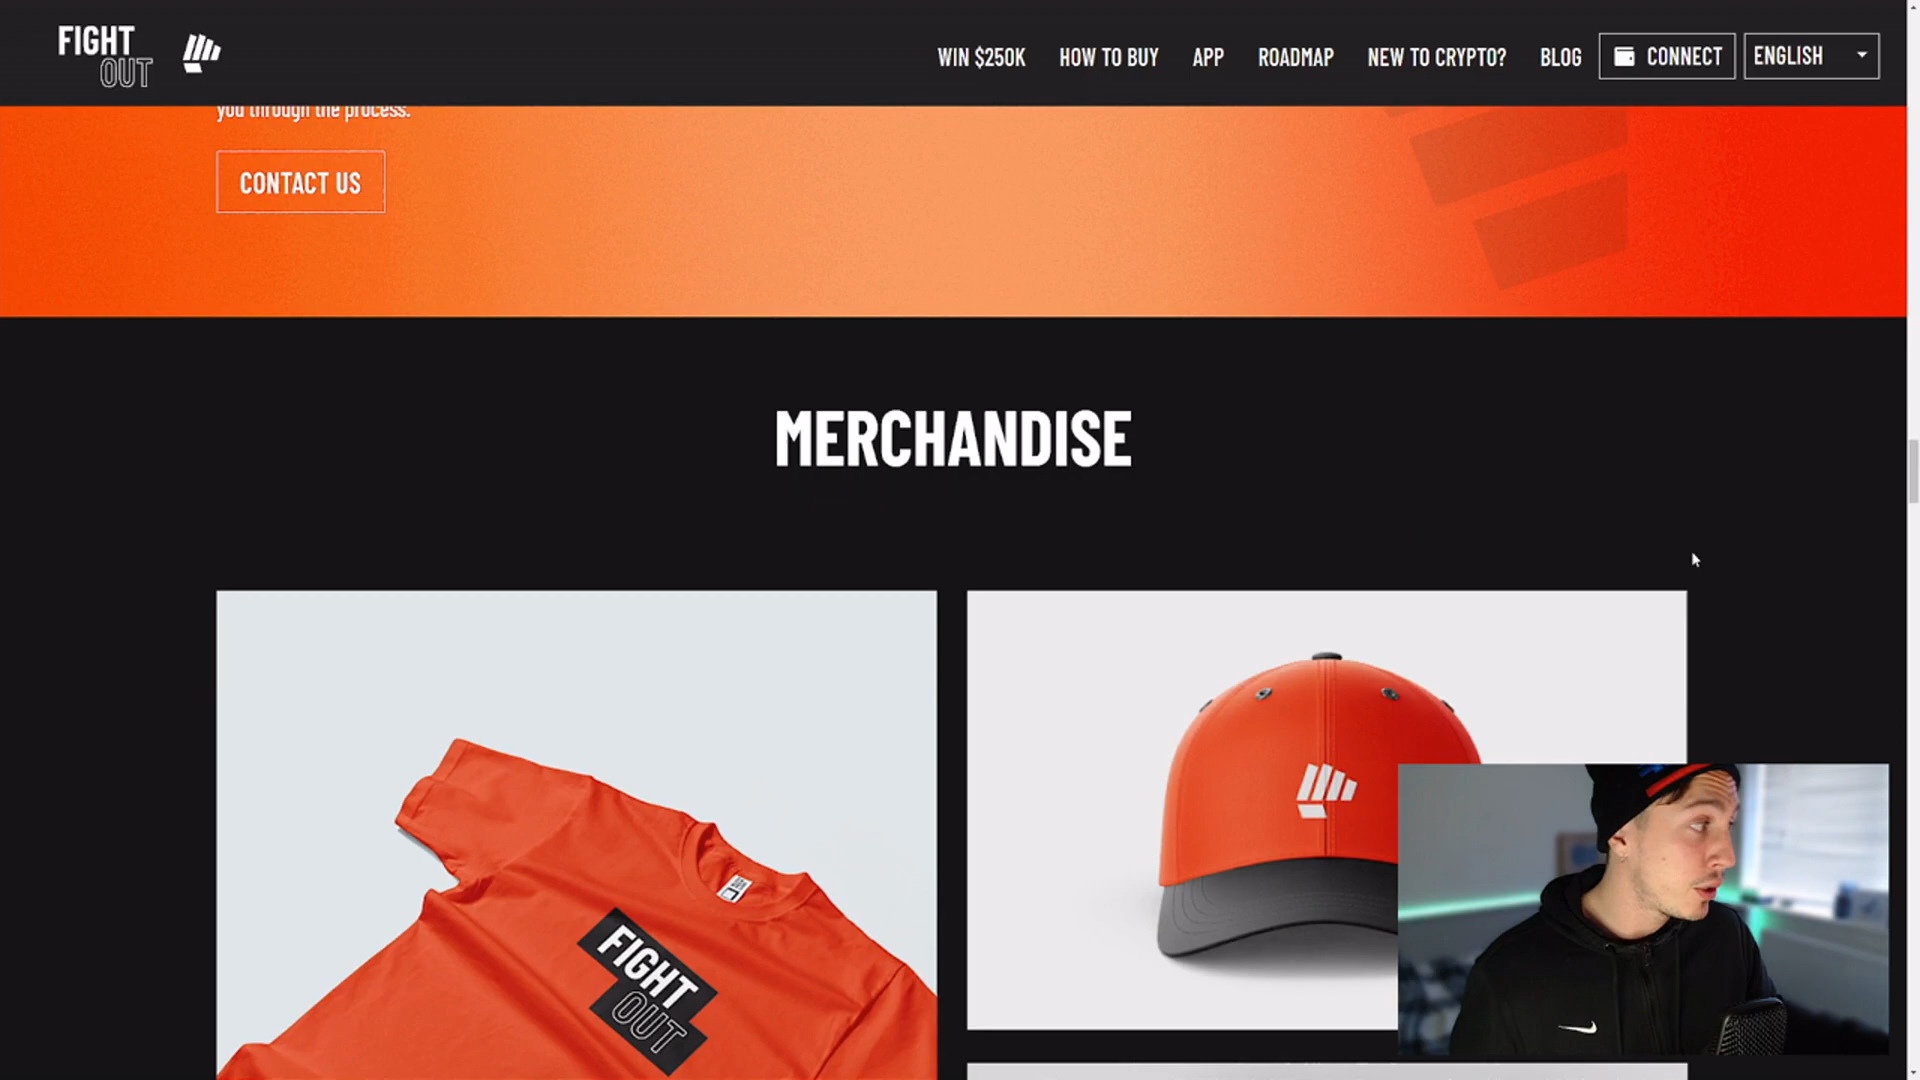 FIGHT
OUT
WIN $250K
HOW TO BUY
APP
ROADMAP
NEW TO CRYPTO?
BLOG
CONNECT
ENGLISH
you through the process.
CONTACT US
MERCHANDISE
FIGHT
OUT